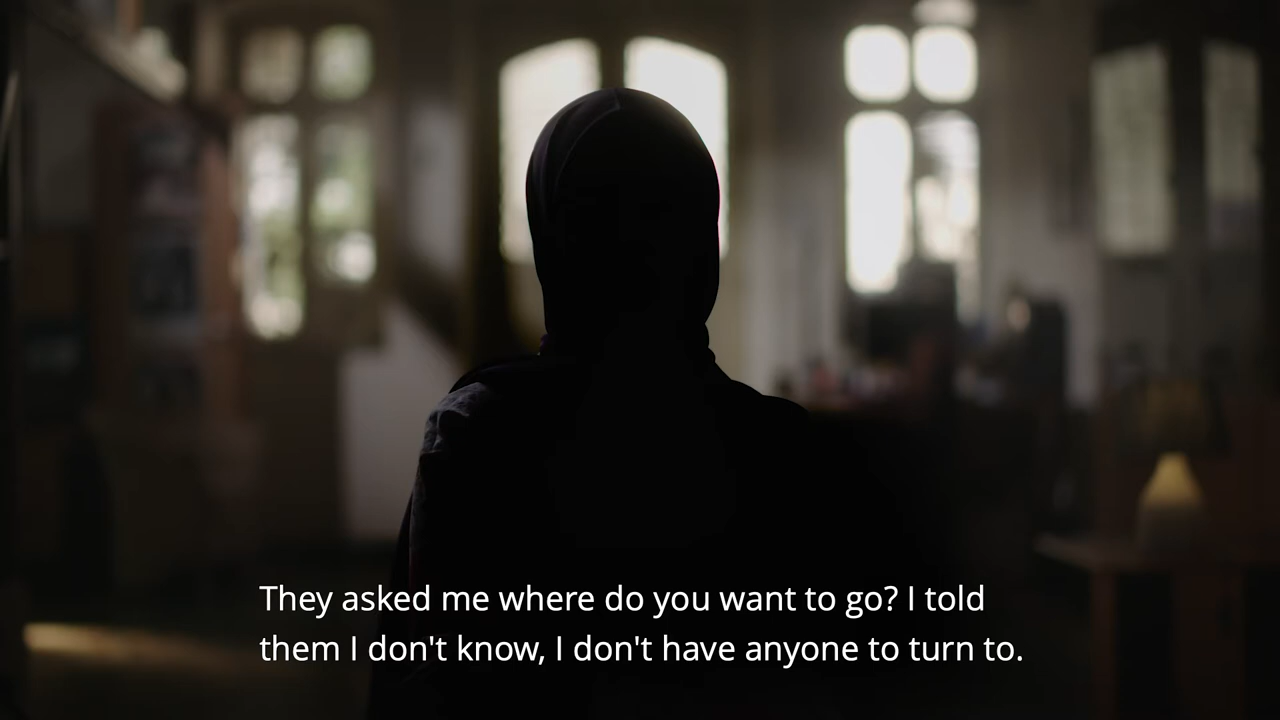 They asked me where do you want to go? I told
them I don't know, I don't have anyone to turn to.